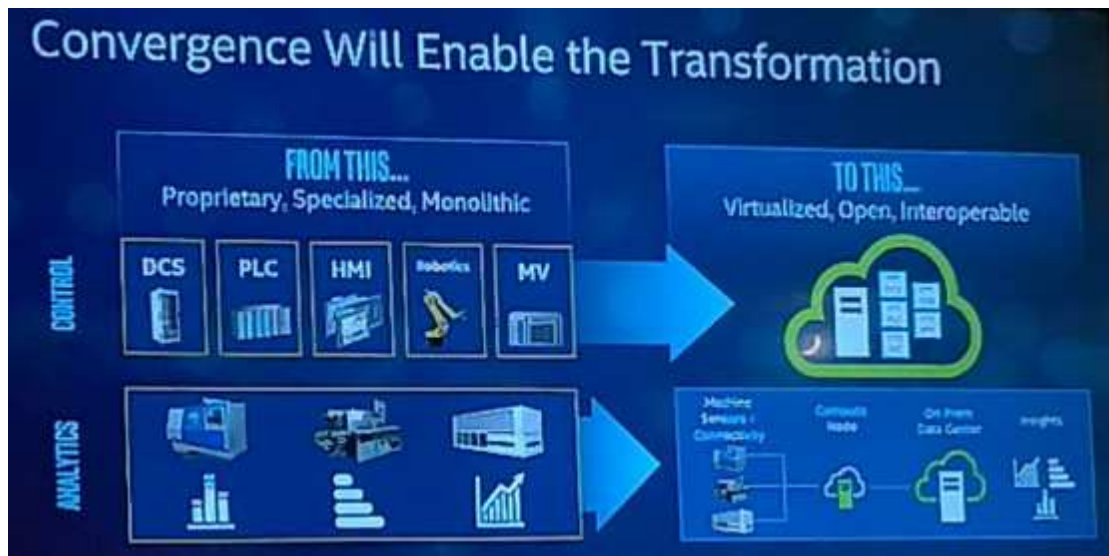 Convergence Will Enable the Transformation
FROM THIS...
Proprietary, Specialized, Monolithic
TO THIS...
Virtualized, Open, Interoperable
CONTROL
DCS
PLC
HMI
Robotics
MV
ANALYTICS
Machine
Sensors +
Connectivity
Compute
Node
On Prem
Data Center
Insights